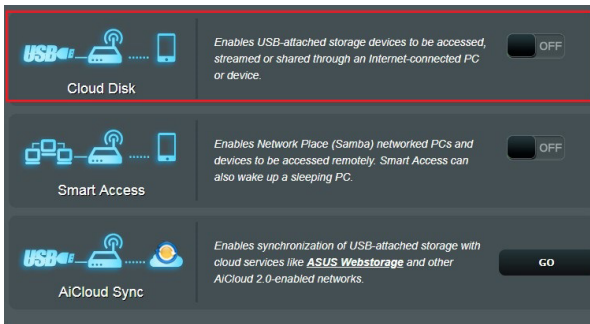 USB
Cloud Disk
Enables USB-attached storage devices to be accessed,
streamed or shared through an Internet-connected PC
or device.
OFF
Smart Access
Enables Network Place (Samba) networked PCs and
devices to be accessed remotely. Smart Access can
also wake up a sleeping PC.
OFF
USB
AiCloud Sync
Enables synchronization of USB-attached storage with
cloud services like ASUS Webstorage and other
AiCloud 2.0-enabled networks.
GO